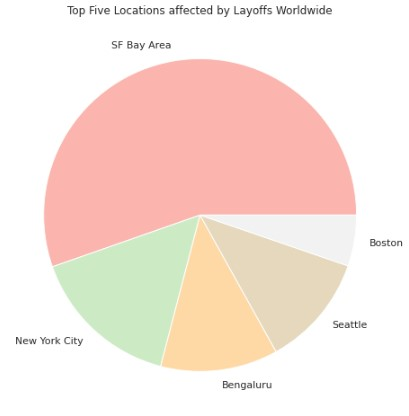 Top Five Locations affected by Layoffs Worldwide
SF Bay Area
Boston
New York City
Seattle
Bengaluru